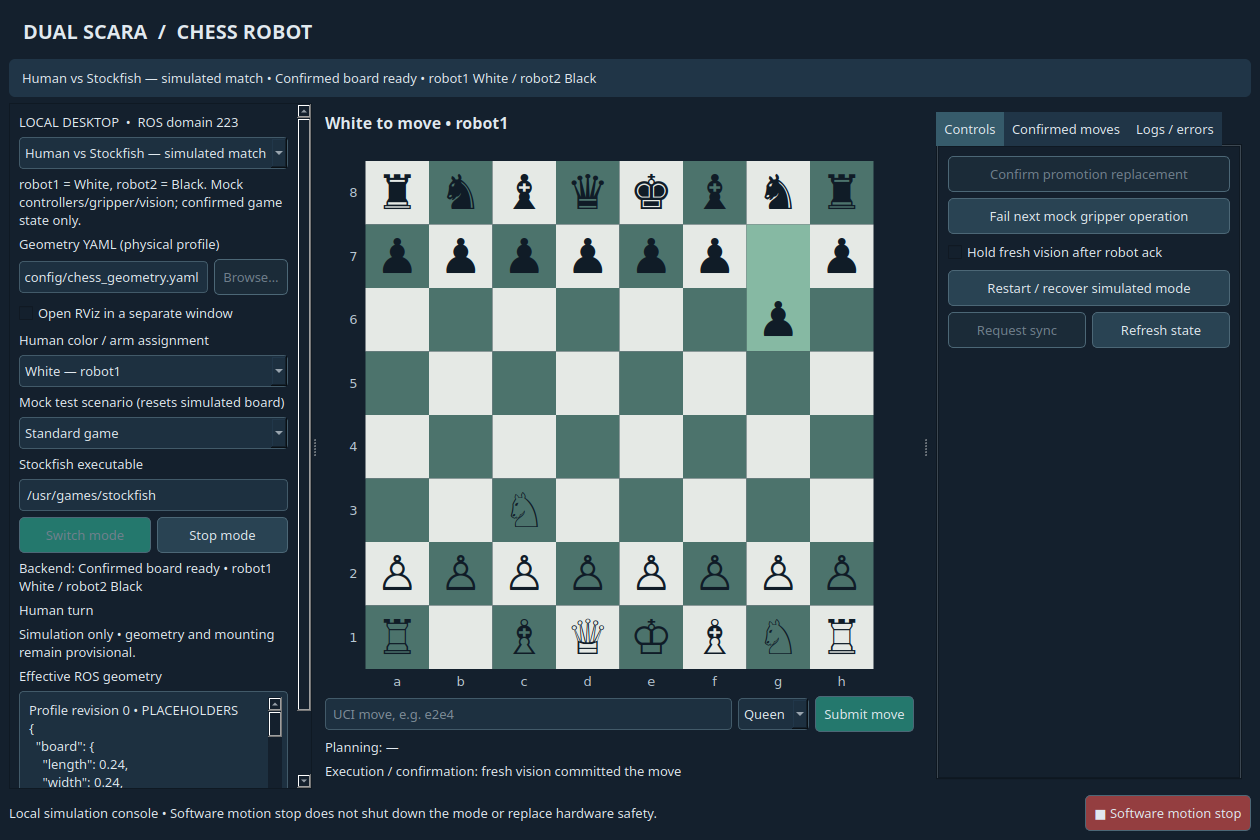 DUAL SCARA / CHESS ROBOT
Human vs Stockfish — simulated match • Confirmed board ready • robot1 White / robot2 Black
LOCAL DESKTOP • ROS domain 223
Human vs Stockfish — simulated match
robot1 = White, robot2 = Black. Mock
controllers/gripper/vision; confirmed game
state only.
Geometry YAML (physical profile)
config/chess_geometry.yaml
Browse...
Open RViz in a separate window
Human color / arm assignment
White — robot1
Mock test scenario (resets simulated board)
Standard game
Stockfish executable
/usr/games/stockfish
Switch mode
Stop mode
Backend: Confirmed board ready • robot1
White / robot2 Black
Human turn
Simulation only • geometry and mounting
remain provisional.
Effective ROS geometry
Profile revision 0 • PLACEHOLDERS
{
"board": {
"length": 0.24,
"width": 0.24,
White to move • robot1
8
7
6
5
4
3
2
1
a b c d e f g h
UCI move, e.g. e2e4
Queen
Submit move
Planning: —
Execution / confirmation: fresh vision committed the move
Controls
Confirmed moves
Logs / errors
Confirm promotion replacement
Fail next mock gripper operation
Hold fresh vision after robot ack
Restart / recover simulated mode
Request sync
Refresh state
Local simulation console • Software motion stop does not shut down the mode or replace hardware safety.
Software motion stop